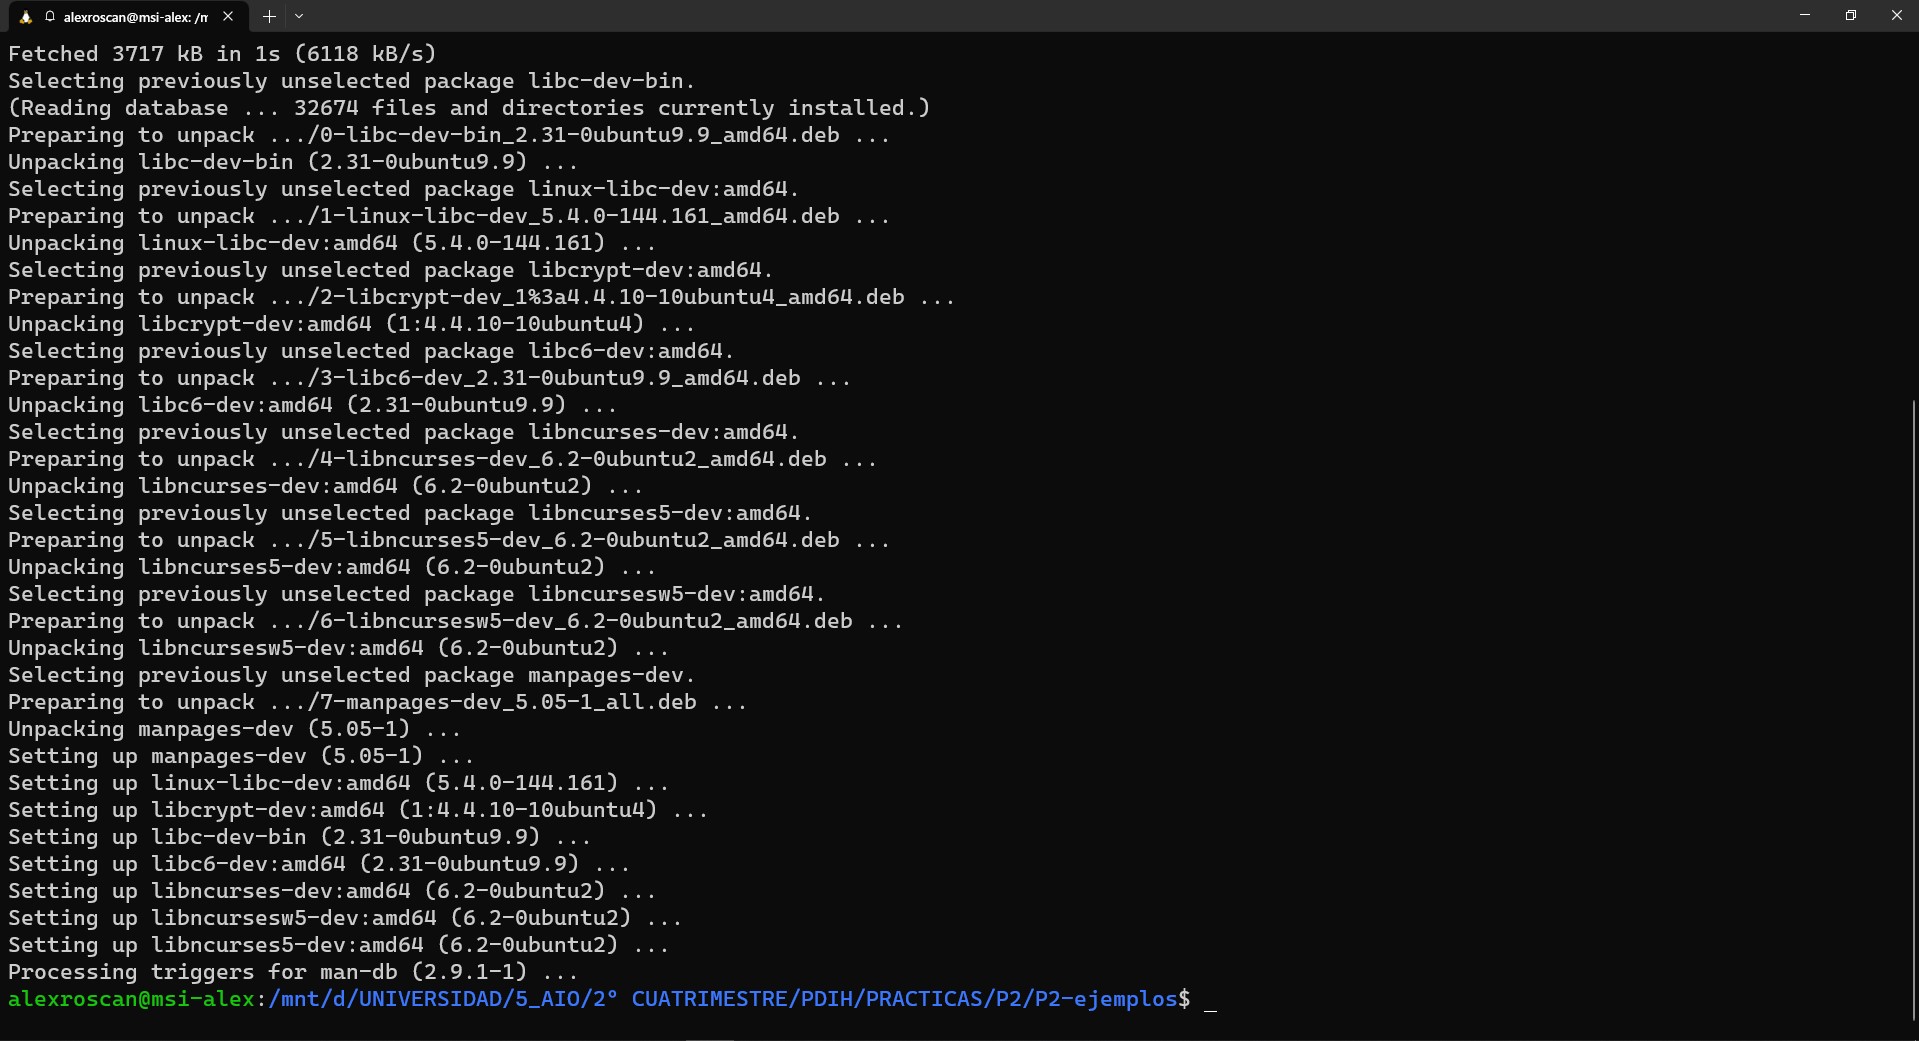 alexroscan@msi-alex: /m
Fetched 3717 kB in 1s (6118 kB/s)
Selecting previously unselected package libc-dev-bin.
(Reading database ... 32674 files and directories currently installed.)
Preparing to unpack .../0-libc-dev-bin_2.31-0ubuntu9.9_amd64.deb ...
Unpacking libc-dev-bin (2.31-0ubuntu9.9) ...
Selecting previously unselected package linux-libc-dev:amd64.
Preparing to unpack .../1-linux-libc-dev_5.4.0-144.161_amd64.deb ...
Unpacking linux-libc-dev:amd64 (5.4.0-144.161) ...
Selecting previously unselected package libcrypt-dev:amd64.
Preparing to unpack .../2-libcrypt-dev_1%3a4.4.10-10ubuntu4_amd64.deb ...
Unpacking libcrypt-dev:amd64 (1:4.4.10-10ubuntu4) ...
Selecting previously unselected package libc6-dev:amd64.
Preparing to unpack .../3-libc6-dev_2.31-0ubuntu9.9_amd64.deb ...
Unpacking libc6-dev:amd64 (2.31-0ubuntu9.9) ...
Selecting previously unselected package libncurses-dev:amd64.
Preparing to unpack .../4-libncurses-dev_6.2-0ubuntu2_amd64.deb ...
Unpacking libncurses-dev:amd64 (6.2-0ubuntu2) ...
Selecting previously unselected package libncurses5-dev:amd64.
Preparing to unpack .../5-libncurses5-dev_6.2-0ubuntu2_amd64.deb ...
Unpacking libncurses5-dev:amd64 (6.2-0ubuntu2) ...
Selecting previously unselected package libncursesw5-dev:amd64.
Preparing to unpack .../6-libncursesw5-dev_6.2-0ubuntu2_amd64.deb ...
Unpacking libncursesw5-dev:amd64 (6.2-0ubuntu2) ...
Selecting previously unselected package manpages-dev.
Preparing to unpack .../7-manpages-dev_5.05-1_all.deb ...
Unpacking manpages-dev (5.05-1) ...
Setting up manpages-dev (5.05-1) ...
Setting up linux-libc-dev:amd64 (5.4.0-144.161) ...
Setting up libcrypt-dev:amd64 (1:4.4.10-10ubuntu4) ...
Setting up libc-dev-bin (2.31-0ubuntu9.9) ...
Setting up libc6-dev:amd64 (2.31-0ubuntu9.9) ...
Setting up libncurses-dev:amd64 (6.2-0ubuntu2) ...
Setting up libncursesw5-dev:amd64 (6.2-0ubuntu2) ...
Setting up libncurses5-dev:amd64 (6.2-0ubuntu2) ...
Processing triggers for man-db (2.9.1-1) ...
alexroscan@msi-alex:/mnt/d/UNIVERSIDAD/5_AIO/2º CUATRIMESTRE/PDIH/PRACTICAS/P2/P2-ejemplos$ _